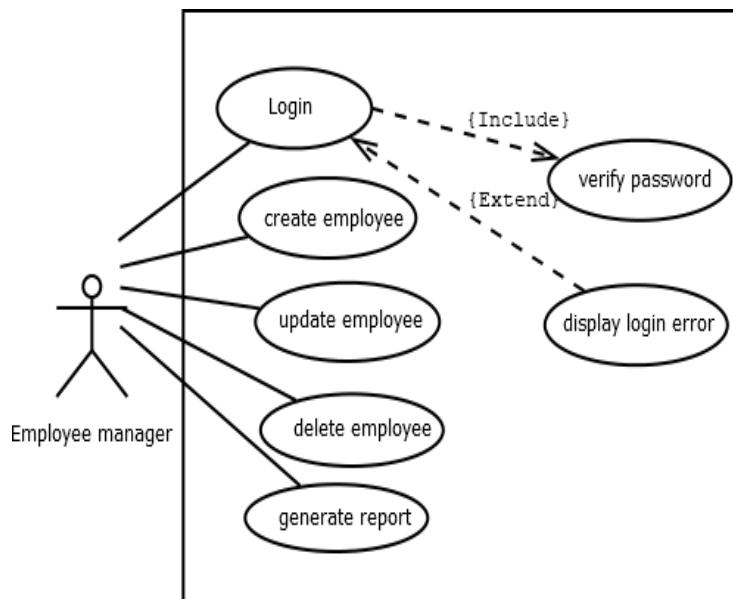 Login
{Include}
verify password
{Extend}
create employee
update employee
display login error
Employee manager
delete employee
generate report